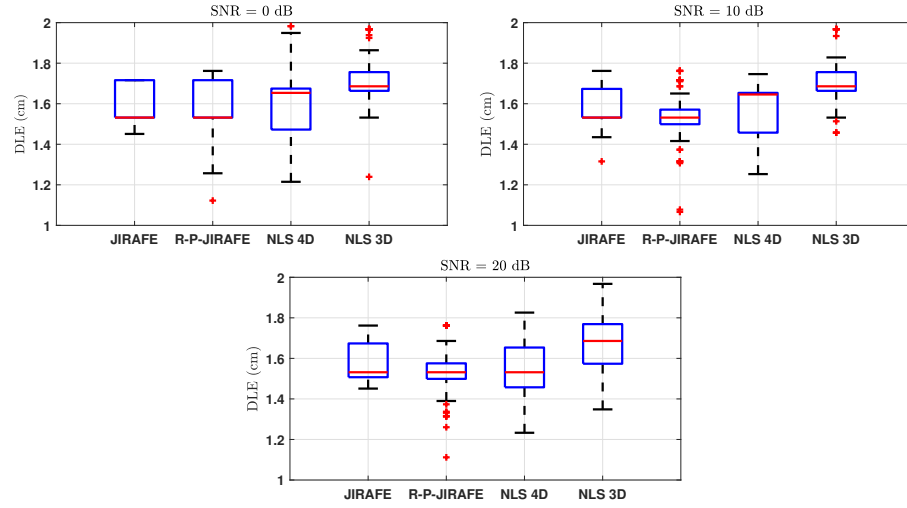 SNR = 0 dB
DLE (cm)
2
1.8
1.6
1.4
1.2
1
JIRAFE R-P-JIRAFE NLS 4D NLS 3D
SNR = 10 dB
DLE (cm)
2
1.8
1.6
1.4
1.2
1
JIRAFE R-P-JIRAFE NLS 4D NLS 3D
SNR = 20 dB
DLE (cm)
2
1.8
1.6
1.4
1.2
1
JIRAFE R-P-JIRAFE NLS 4D NLS 3D